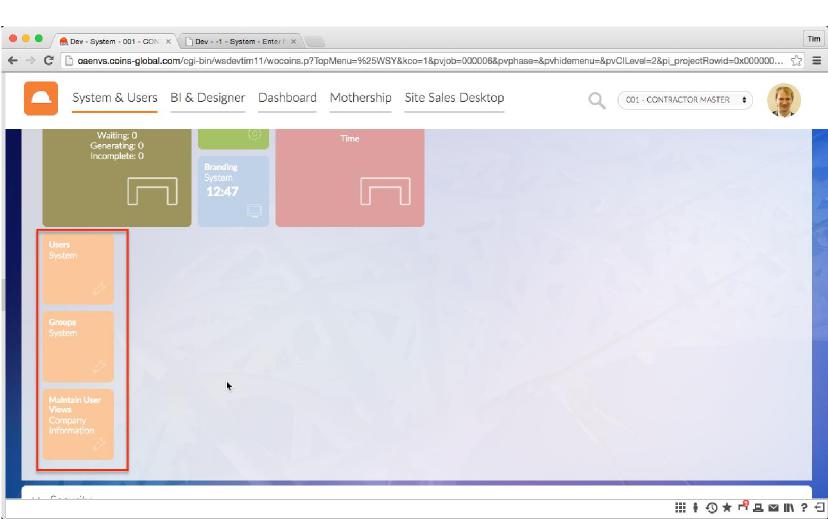 Dev - System - 001 - CON
Dev - -1 - System - Enter
Tim
oaenvs.coins-global.com/cgi-bin/wsdevtim11/wocoins.p?TopMenu=%25WSY&kco=1&pvjob=000006&pvphase=&pvhidemenu=&pvCILevel=2&pi_projectRowid=0x000000...
System & Users BI & Designer Dashboard Mothership Site Sales Desktop
001 - CONTRACTOR MASTER
Waiting: 0
Generating: 0
Incomplete: 0
Time
Branding
System
12:47
Users
System
Groups
System
Maintain User
Views
Company
Information